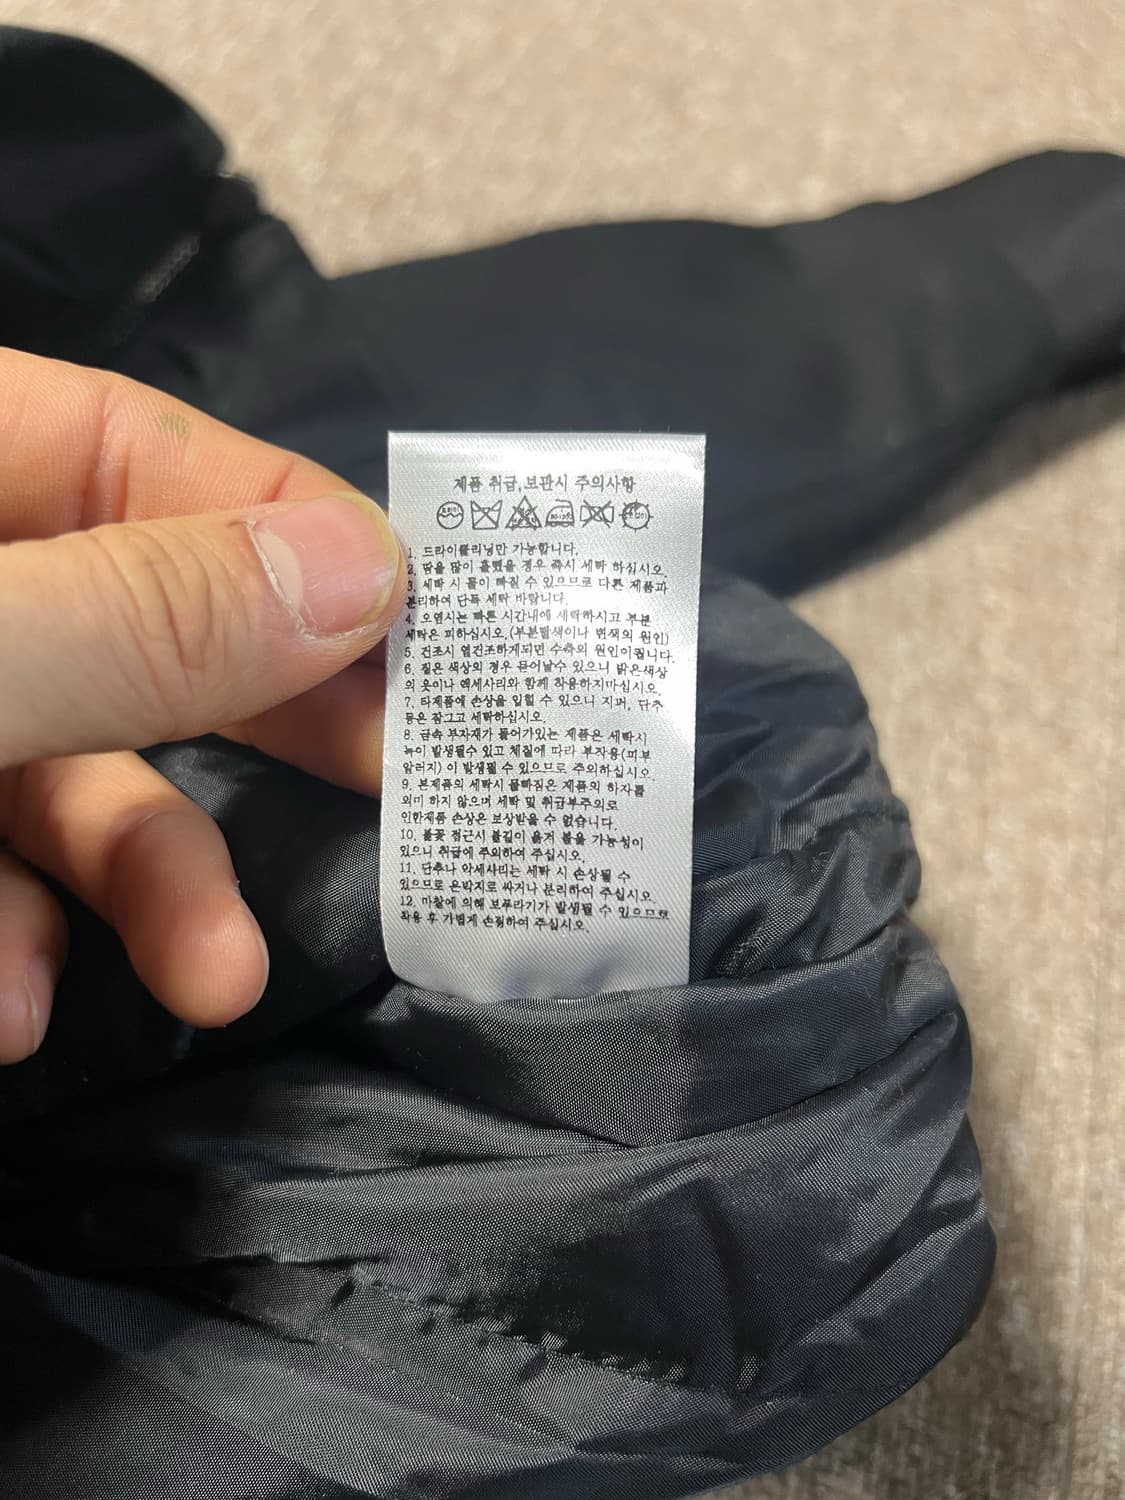 제품 취급,보관시 주의사항
1. 드라이클리닝만 가능합니다.
2. 땀을 많이 흘렸을 경우 즉시 세탁 하십시오.
3. 세탁 시 물이 빠질 수 있으므로 다른 제품과
분리하여 단독 세탁 바랍니다.
4. 오염시는 빠른 시간내에 세탁하시고 부분
세탁은 피하십시오.(부분탈색이나 변색의 원인)
5. 건조시 열건조하게되면 수축의 원인이됩니다.
6. 짙은 색상의 경우 묻어날수 있으니 밝은색상
의 옷이나 액세사리와 함께 착용하지마십시오.
7. 타제품에 손상을 입힐 수 있으니 지퍼, 단추
등은 잠그고 세탁하십시오.
8. 금속 부자재가 들어가있는 제품은 세탁시
녹이 발생될수 있고 체질에 따라 부작용(피부
알러지) 이 발생될 수 있으므로 주의하십시오.
9. 본제품의 세탁시 물빠짐은 제품의 하자를
의미 하지 않으며 세탁 및 취급부주의로
인한제품 손상은 보상받을 수 없습니다.
10. 불꽃 접근시 불길이 옮겨 붙을 가능성이
있으니 취급에 주의하여 주십시오.
11. 단추나 악세사리는 세탁 시 손상될 수
있으므로 은박지로 싸거나 분리하여 주십시오.
12. 마찰에 의해 보푸라기가 발생될 수 있으므로
착용 후 가볍게 손질하여 주십시오.